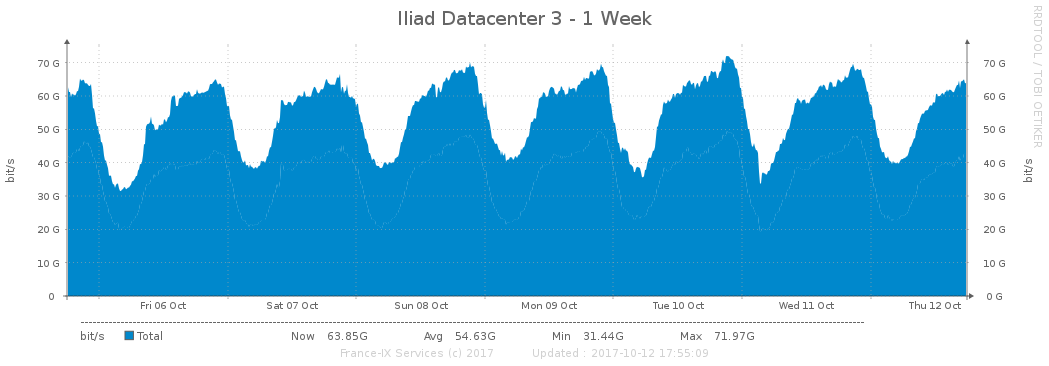 Iliad Datacenter 3 - 1 Week
RRDTOOL / TOBI OETIKER
bit/s
70 G
60 G
50 G
40 G
30 G
20 G
10 G
0
70 G
60 G
50 G
40 G
30 G
20 G
10 G
0 G
bit/s
Fri 06 Oct Sat 07 Oct Sun 08 Oct Mon 09 Oct Tue 10 Oct Wed 11 Oct Thu 12 Oct
bit/s Total Now 63.85G Avg 54.63G Min 31.44G Max 71.97G
France-IX Services (c) 2017 Updated : 2017-10-12 17:55:09